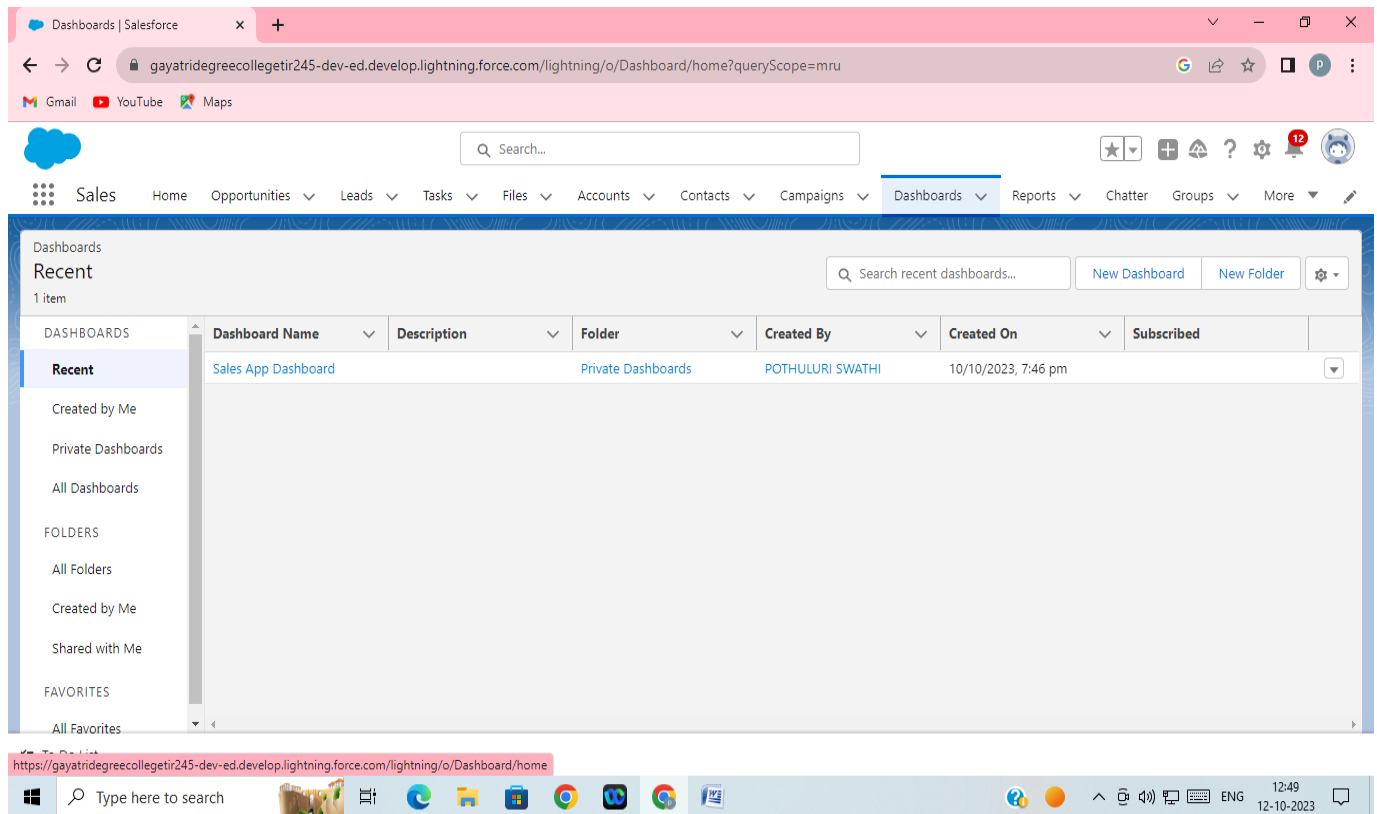 Dashboards | Salesforce
gayatridegreecollegetir245-dev-ed.develop.lightning.force.com/lightning/o/Dashboard/home?queryScope=mru
G
P
Gmail YouTube Maps
Search...
12
Sales Home Opportunities Leads Tasks Files Accounts Contacts Campaigns Dashboards Reports Chatter Groups More
Dashboards
Recent
1 item
Search recent dashboards...
New Dashboard New Folder
DASHBOARDS
Recent
Created by Me
Private Dashboards
All Dashboards
FOLDERS
All Folders
Created by Me
Shared with Me
FAVORITES
All Favorites
Dashboard Name Description Folder Created By Created On Subscribed
Sales App Dashboard Private Dashboards POTHULURI SWATHI 10/10/2023, 7:46 pm
To Do List
https://gayatridegreecollegetir245-dev-ed.develop.lightning.force.com/lightning/o/Dashboard/home
Type here to search
ENG
12:49
12-10-2023